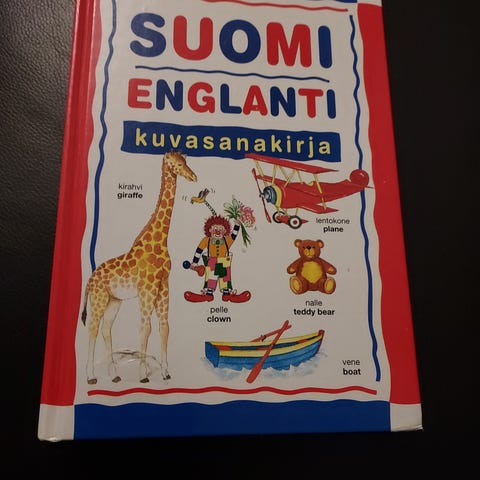 SUOMI
ENGLANTI
kuvasanakirja
kirahvi
giraffe
lentokone
plane
pelle
clown
nalle
teddy bear
vene
boat